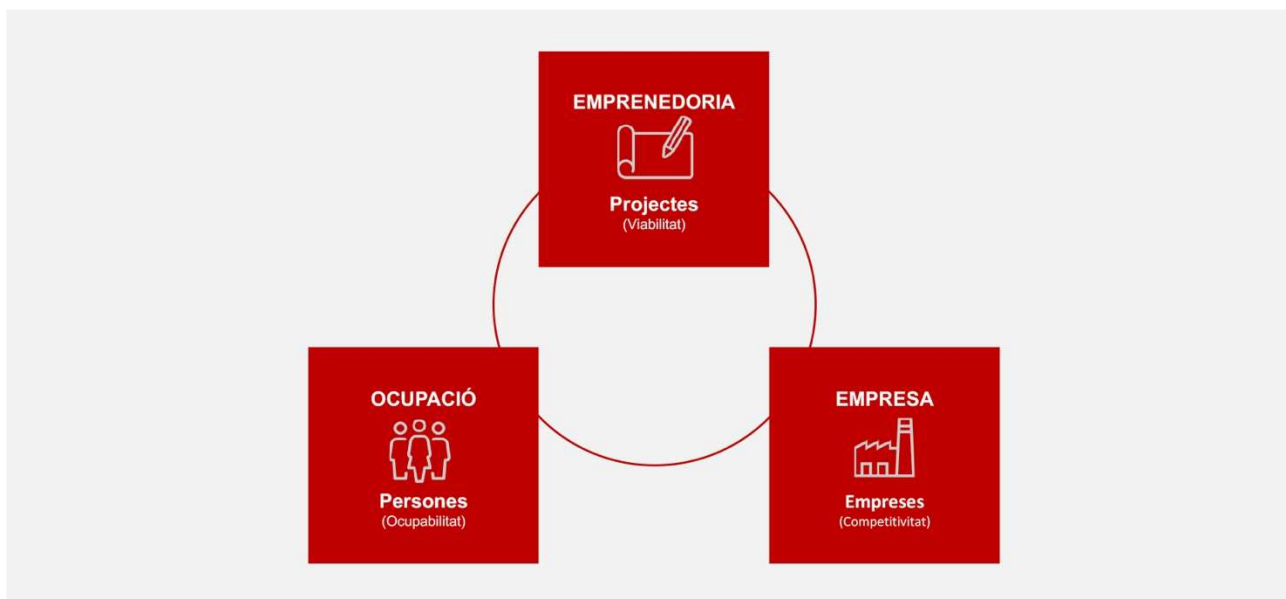 EMPRENEDORIA
Projectes
(Viabilitat)
OCUPACIÓ
Persones
(Ocupabilitat)
EMPRESA
Empreses
(Competitivitat)